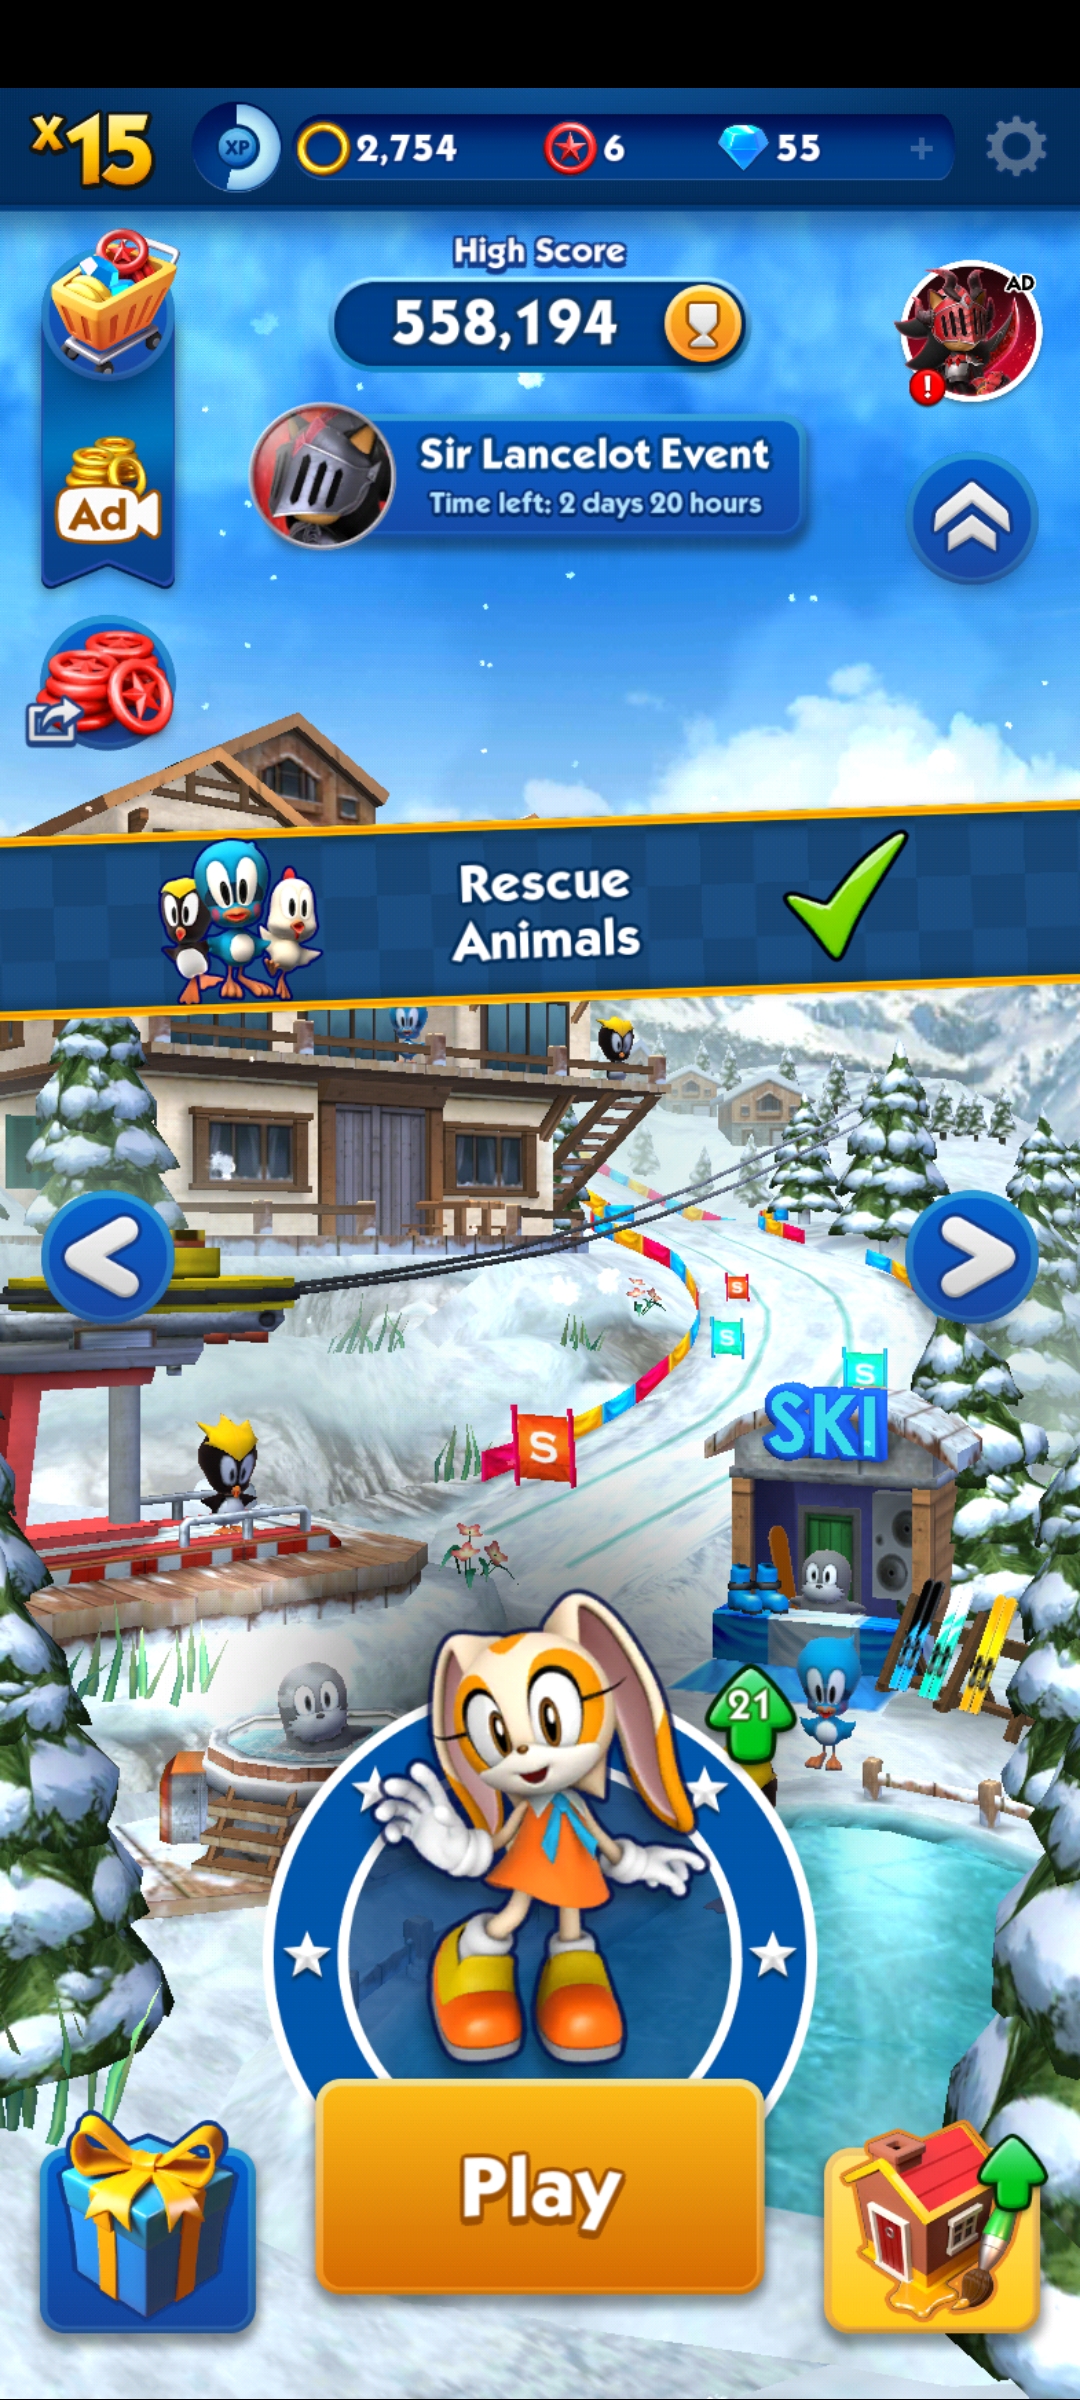 x15
XP
2,754
6
55
+
High Score
558,194
AD
!
Sir Lancelot Event
Time left: 2 days 20 hours
Ad
Rescue
Animals
S
S
S
S
SKI
21
Play